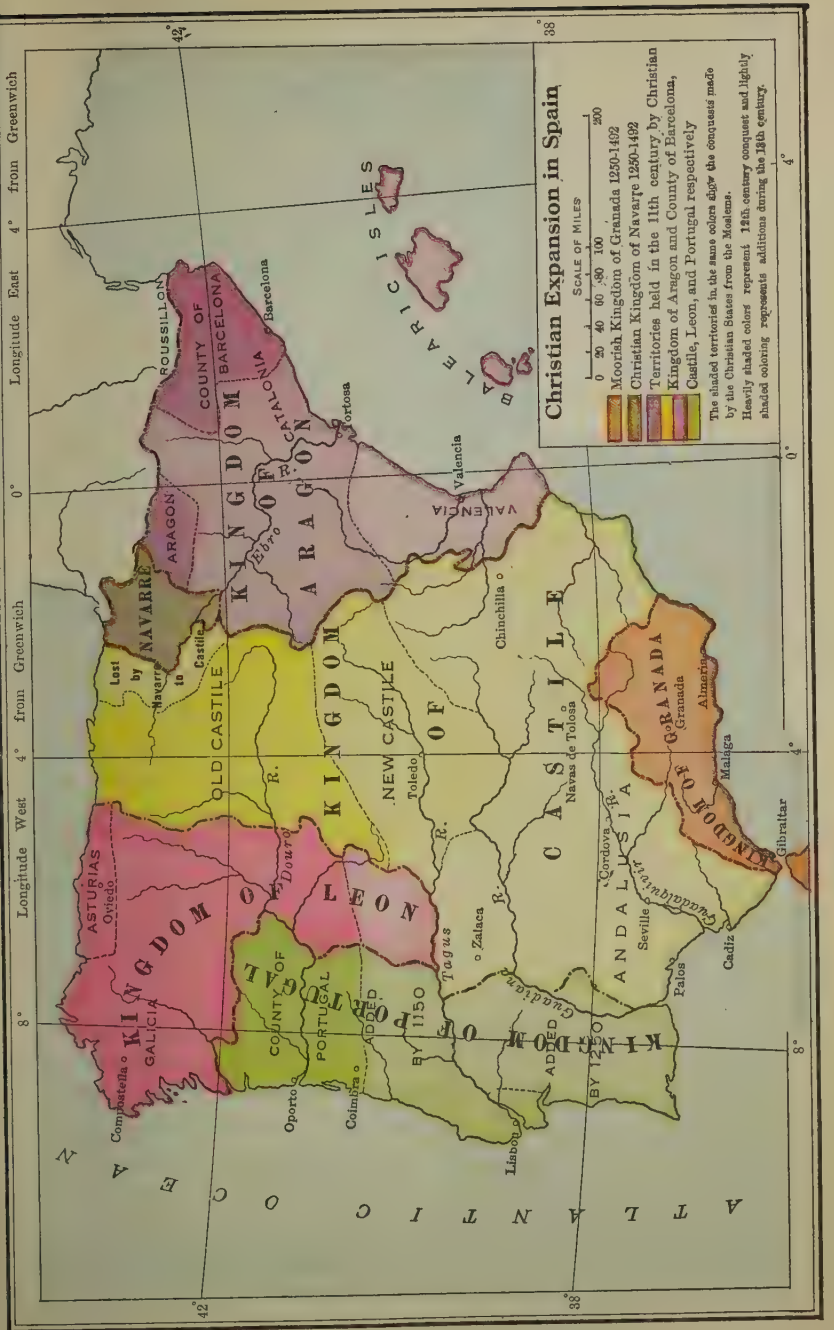 Longitude West 4° from Greenwich 0° Longitude East 4° from Greenwich
8°
42°
42°
38°
38°
8°
4°
0°
4°
ATLANTIC OCEAN
Compostella
GALICIA
ASTURIAS
Oviedo
KINGDOM OF
LEON
Lost
by
Navarre
to
Castile
NAVARRE
ARAGON
ROUSSILLON
COUNTY OF
BARCELONA
Barcelona
CATALONIA
Tortosa
KINGDOM
OF
ARAGON
Ebro R.
OLD CASTILE
Douro R.
Oporto
COUNTY OF
PORTUGAL
Coimbra
ADDED
BY 1150
KINGDOM OF PORTUGAL
KINGDOM
OF
CASTILE
NEW CASTILE
Toledo
Tagus R.
Valencia
VALENCIA
BALEARIC ISLES
Chinchilla
Lisbon
Zalaca
R.
Guadiana
ADDED
BY 1250
Navas de Tolosa
Cordova
R.
ANDALUSIA
Seville
Guadalquivir
Palos
Cadiz
KINGDOM OF GRANADA
Granada
Almeria
Malaga
Gibraltar
Christian Expansion in Spain
SCALE OF MILES
0 20 40 60 80 100 200
Moorish Kingdom of Granada 1250-1492
Christian Kingdom of Navarre 1250-1492
Territories held in the 11th century by Christian
Kingdom of Aragon and County of Barcelona,
Castile, Leon, and Portugal respectively
The shaded territories in the same colors show the conquests made
by the Christian States from the Moslems.
Heavily shaded colors represent 12th century conquest and lightly
shaded coloring represents additions during the 13th century.